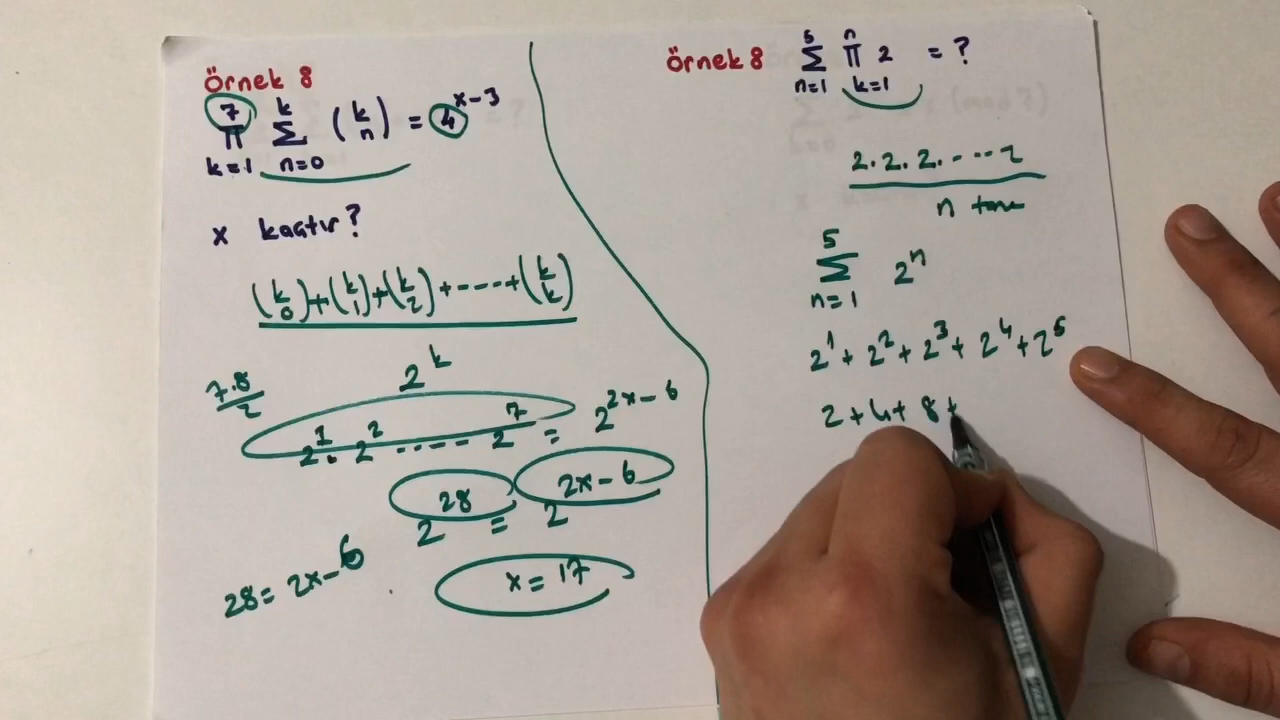 Örnek 8
7 k
π Σ (k n) = 4^x-3
k=1 n=0
x kaçtır?
(k 0)+(k 1)+(k 2)+----+(k k)
2^k
7.8/2
2^1 . 2^2 ..--- 2^7 = 2^2x-6
2^28 = 2^2x-6
28=2x-6
x=17
Örnek 8
5 n
Σ π 2 = ?
n=1 k=1
2.2.2.---2
n tane
5
Σ 2^n
n=1
2^1+2^2+2^3+2^4+2^5
2+4+8+